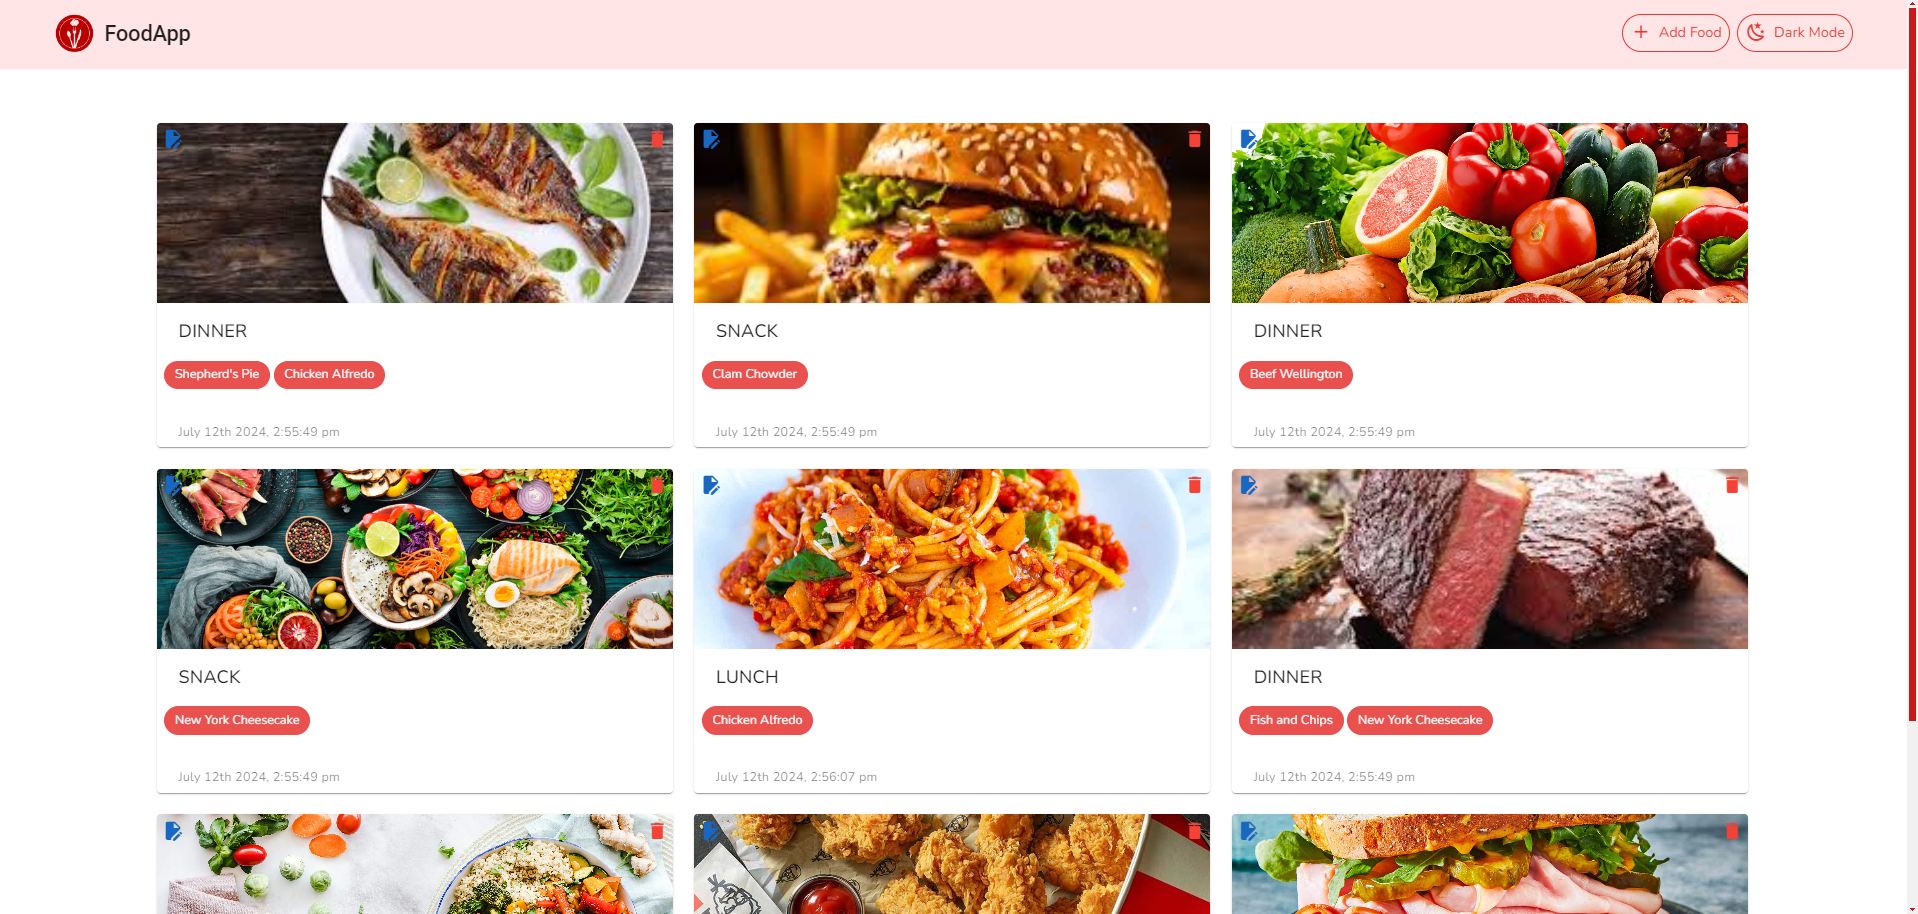 FoodApp
Add Food
Dark Mode
DINNER
Shepherd's Pie
Chicken Alfredo
July 12th 2024, 2:55:49 pm
SNACK
Clam Chowder
July 12th 2024, 2:55:49 pm
DINNER
Beef Wellington
July 12th 2024, 2:55:49 pm
SNACK
New York Cheesecake
July 12th 2024, 2:55:49 pm
LUNCH
Chicken Alfredo
July 12th 2024, 2:56:07 pm
DINNER
Fish and Chips
New York Cheesecake
July 12th 2024, 2:55:49 pm